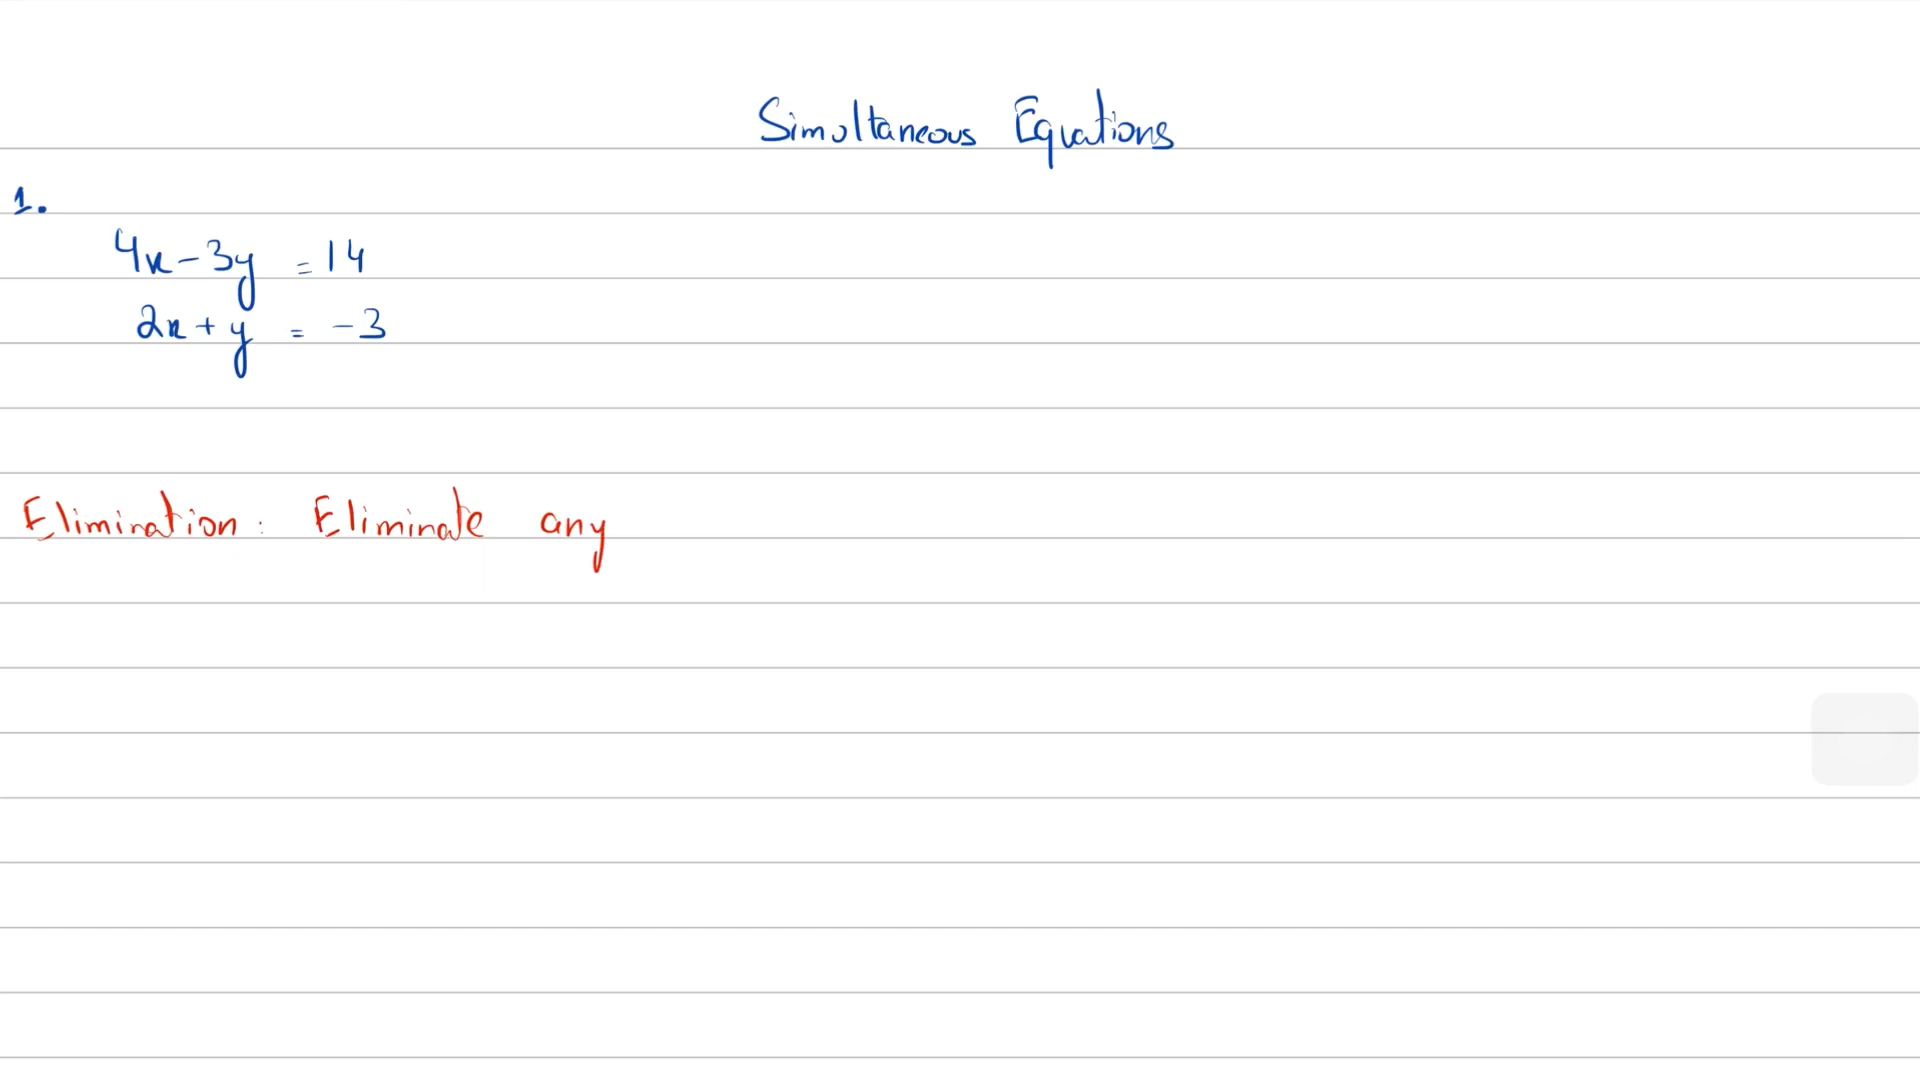 Simultaneous Equations
1.
4x - 3y = 14
2x + y = -3
Elimination: Eliminate any